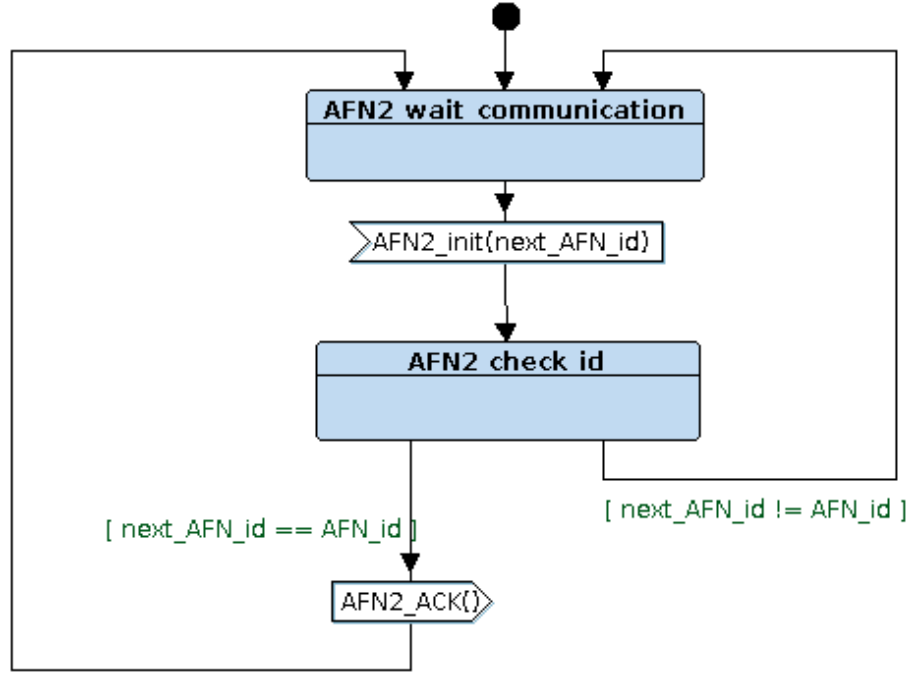 AFN2 wait communication
AFN2_init(next_AFN_id)
AFN2 check id
[ next_AFN_id == AFN_id ]
[ next_AFN_id != AFN_id ]
AFN2_ACK()